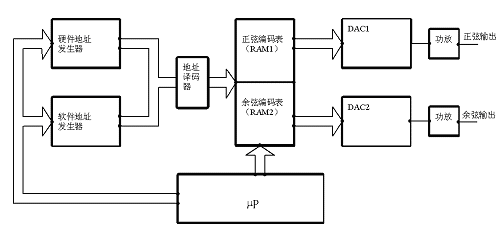 硬件地址
发生器
软件地址
发生器
地址
译码
器
正弦编码表
(RAM1)
余弦编码表
(RAM2)
DAC1
DAC2
功放
功放
正弦输出
余弦输出
μP